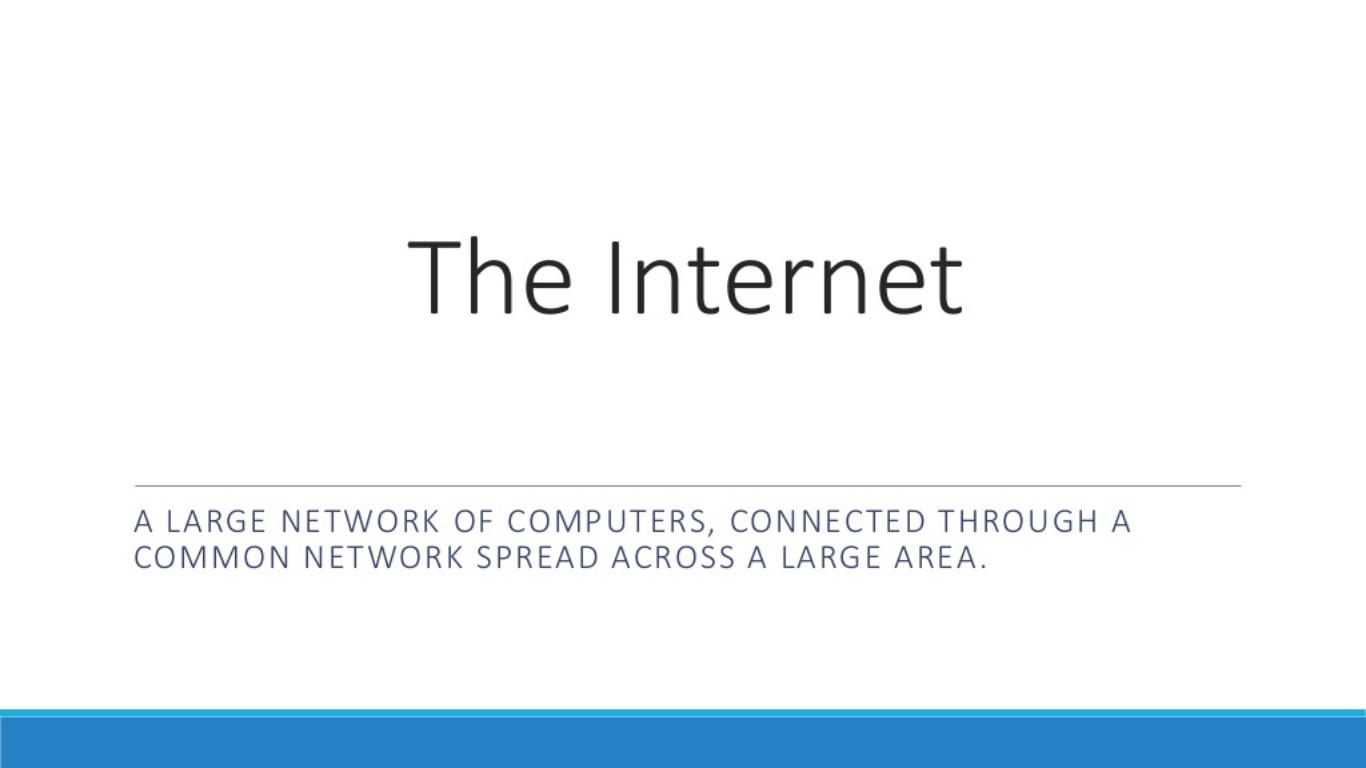 The Internet
A LARGE NETWORK OF COMPUTERS, CONNECTED THROUGH A
COMMON NETWORK SPREAD ACROSS A LARGE AREA.